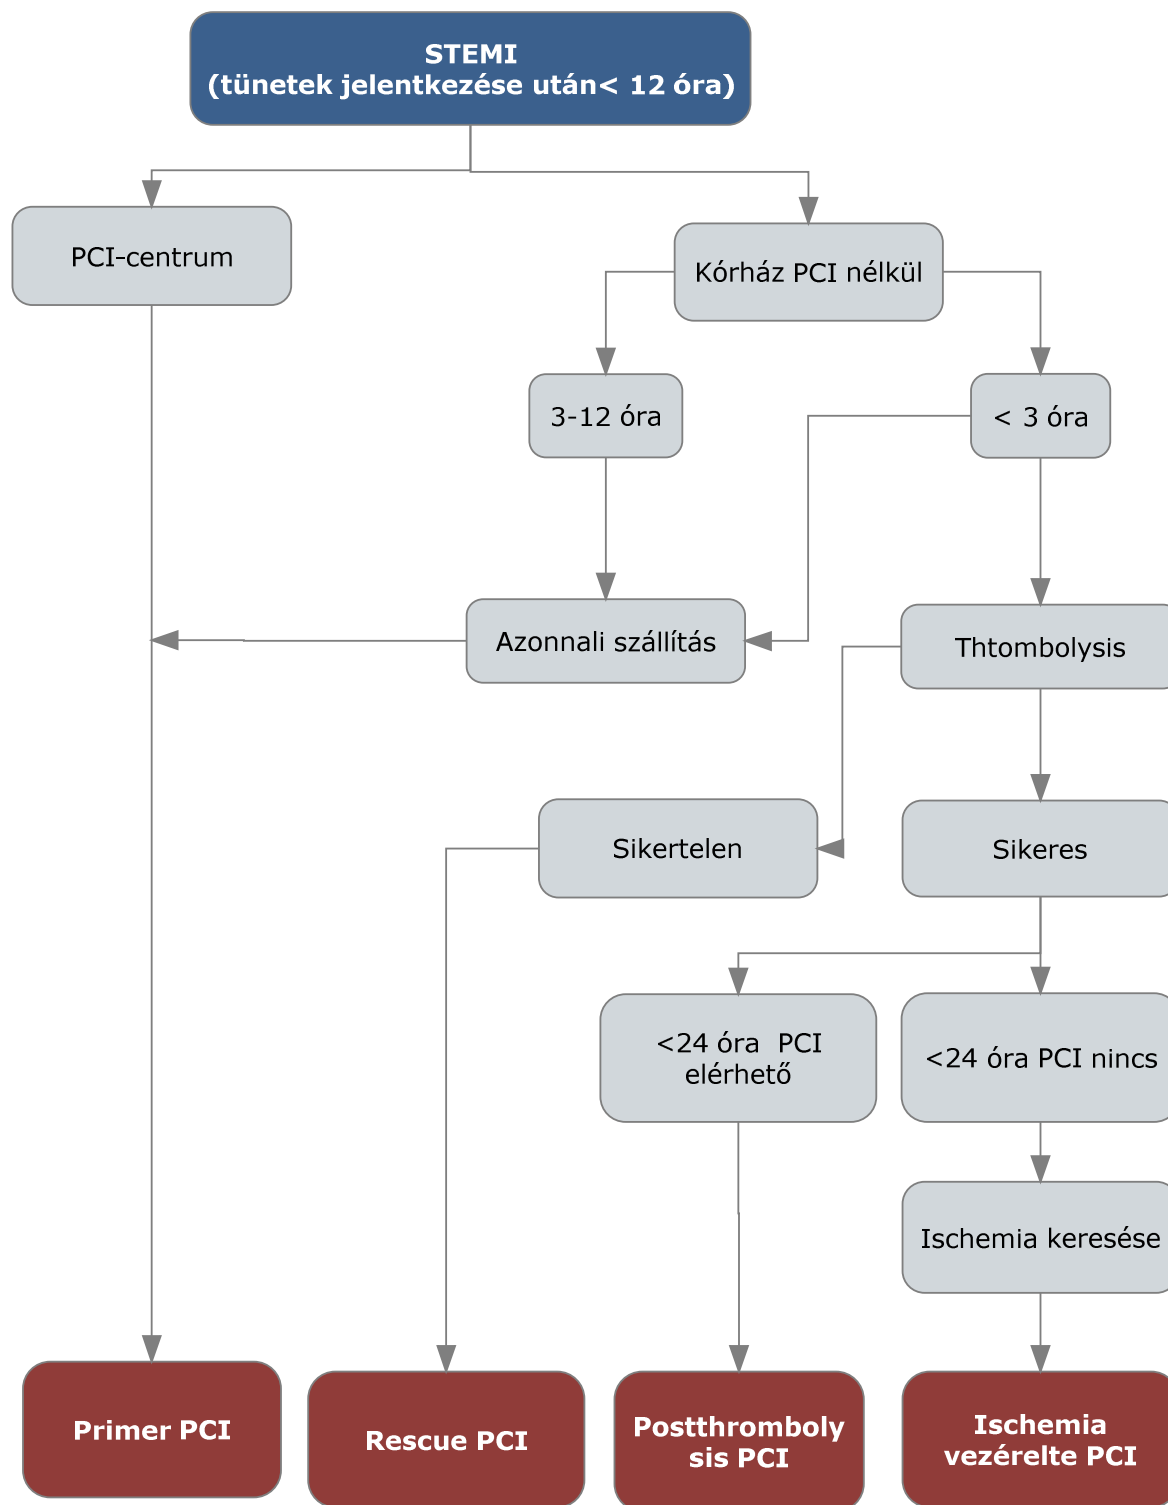 STEMI
(tünetek jelentkezése után< 12 óra)
PCI-centrum
Kórház PCI nélkül
3-12 óra
< 3 óra
Azonnali szállítás
Thtombolysis
Sikertelen
Sikeres
<24 óra  PCI
elérhető
<24 óra PCI nincs
Ischemia keresése
Primer PCI
Rescue PCI
Postthromboly
sis PCI
Ischemia
vezérelte PCI